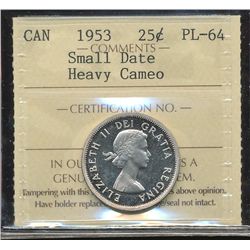 CAN 1953 25¢ PL-64
COMMENTS
Small Date
Heavy Cameo
CERTIFICATION NO.
IN OU S A
GENU EM.
Tampering with this s above opinion.
Have holder repla seal not intact.
ELIZABETH II DEI GRATIA REGINA